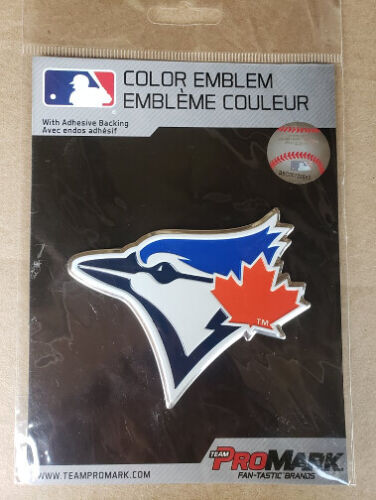 COLOR EMBLEM
EMBLÈME COULEUR
With Adhesive Backing
Avec endos adhésif
TM
TEAM
PROMARK
FAN-TASTIC BRANDS
WWW.TEAMPROMARK.COM